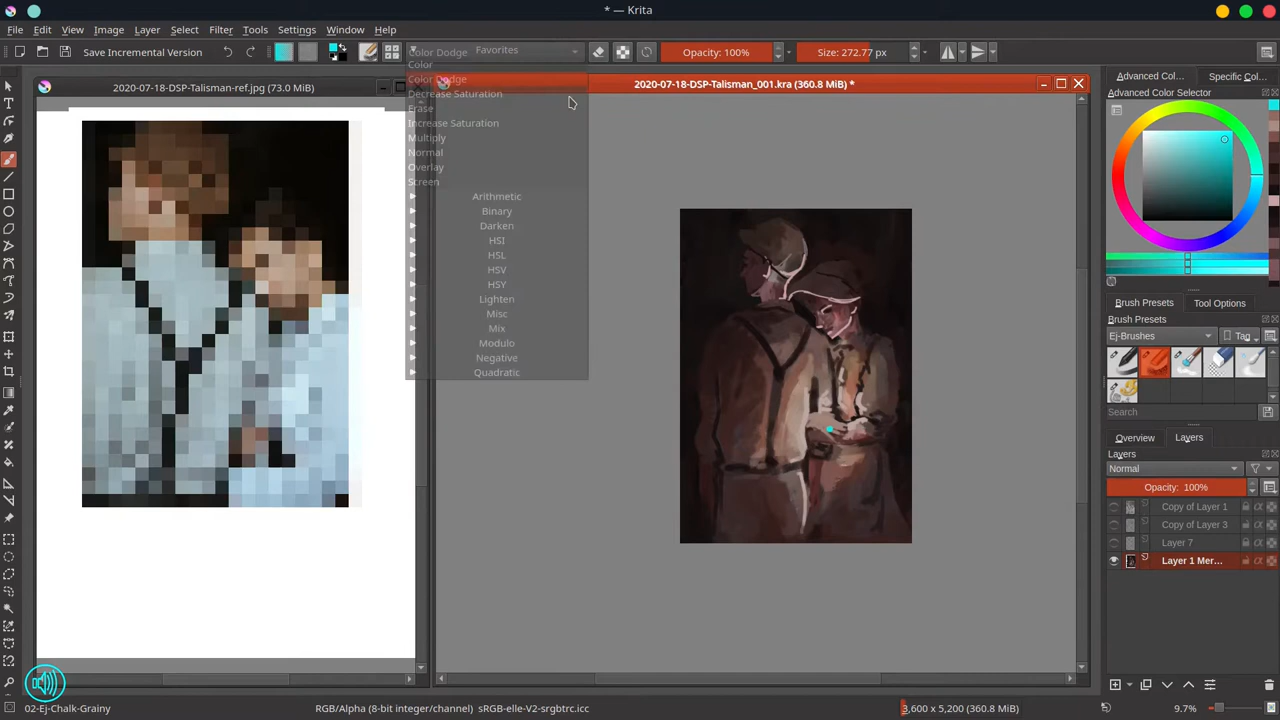 * — Krita
File Edit View Image Layer Select Filter Tools Settings Window Help
Save Incremental Version
Color Dodge
Opacity: 100%
Size: 272.77 px
Favorites
Color
Color Dodge
Decrease Saturation
Erase
Increase Saturation
Multiply
Normal
Overlay
Screen
Arithmetic
Binary
Darken
HSI
HSL
HSV
HSY
Lighten
Misc
Mix
Modulo
Negative
Quadratic
2020-07-18-DSP-Talisman-ref.jpg (73.0 MiB)
2020-07-18-DSP-Talisman_001.kra (360.8 MiB) *
Advanced Col... Specific Co...
Advanced Color Selector
Brush Presets Tool Options
Brush Presets
Ej-Brushes
Tag
Search
Overview Layers
Layers
Normal
Opacity: 100%
Copy of Layer 1
Copy of Layer 3
Layer 7
Layer 1 Mer...
02-Ej-Chalk-Grainy
RGB/Alpha (8-bit integer/channel) sRGB-elle-V2-srgbtrc.icc
3,600 x 5,200 (360.8 MiB)
9.7%